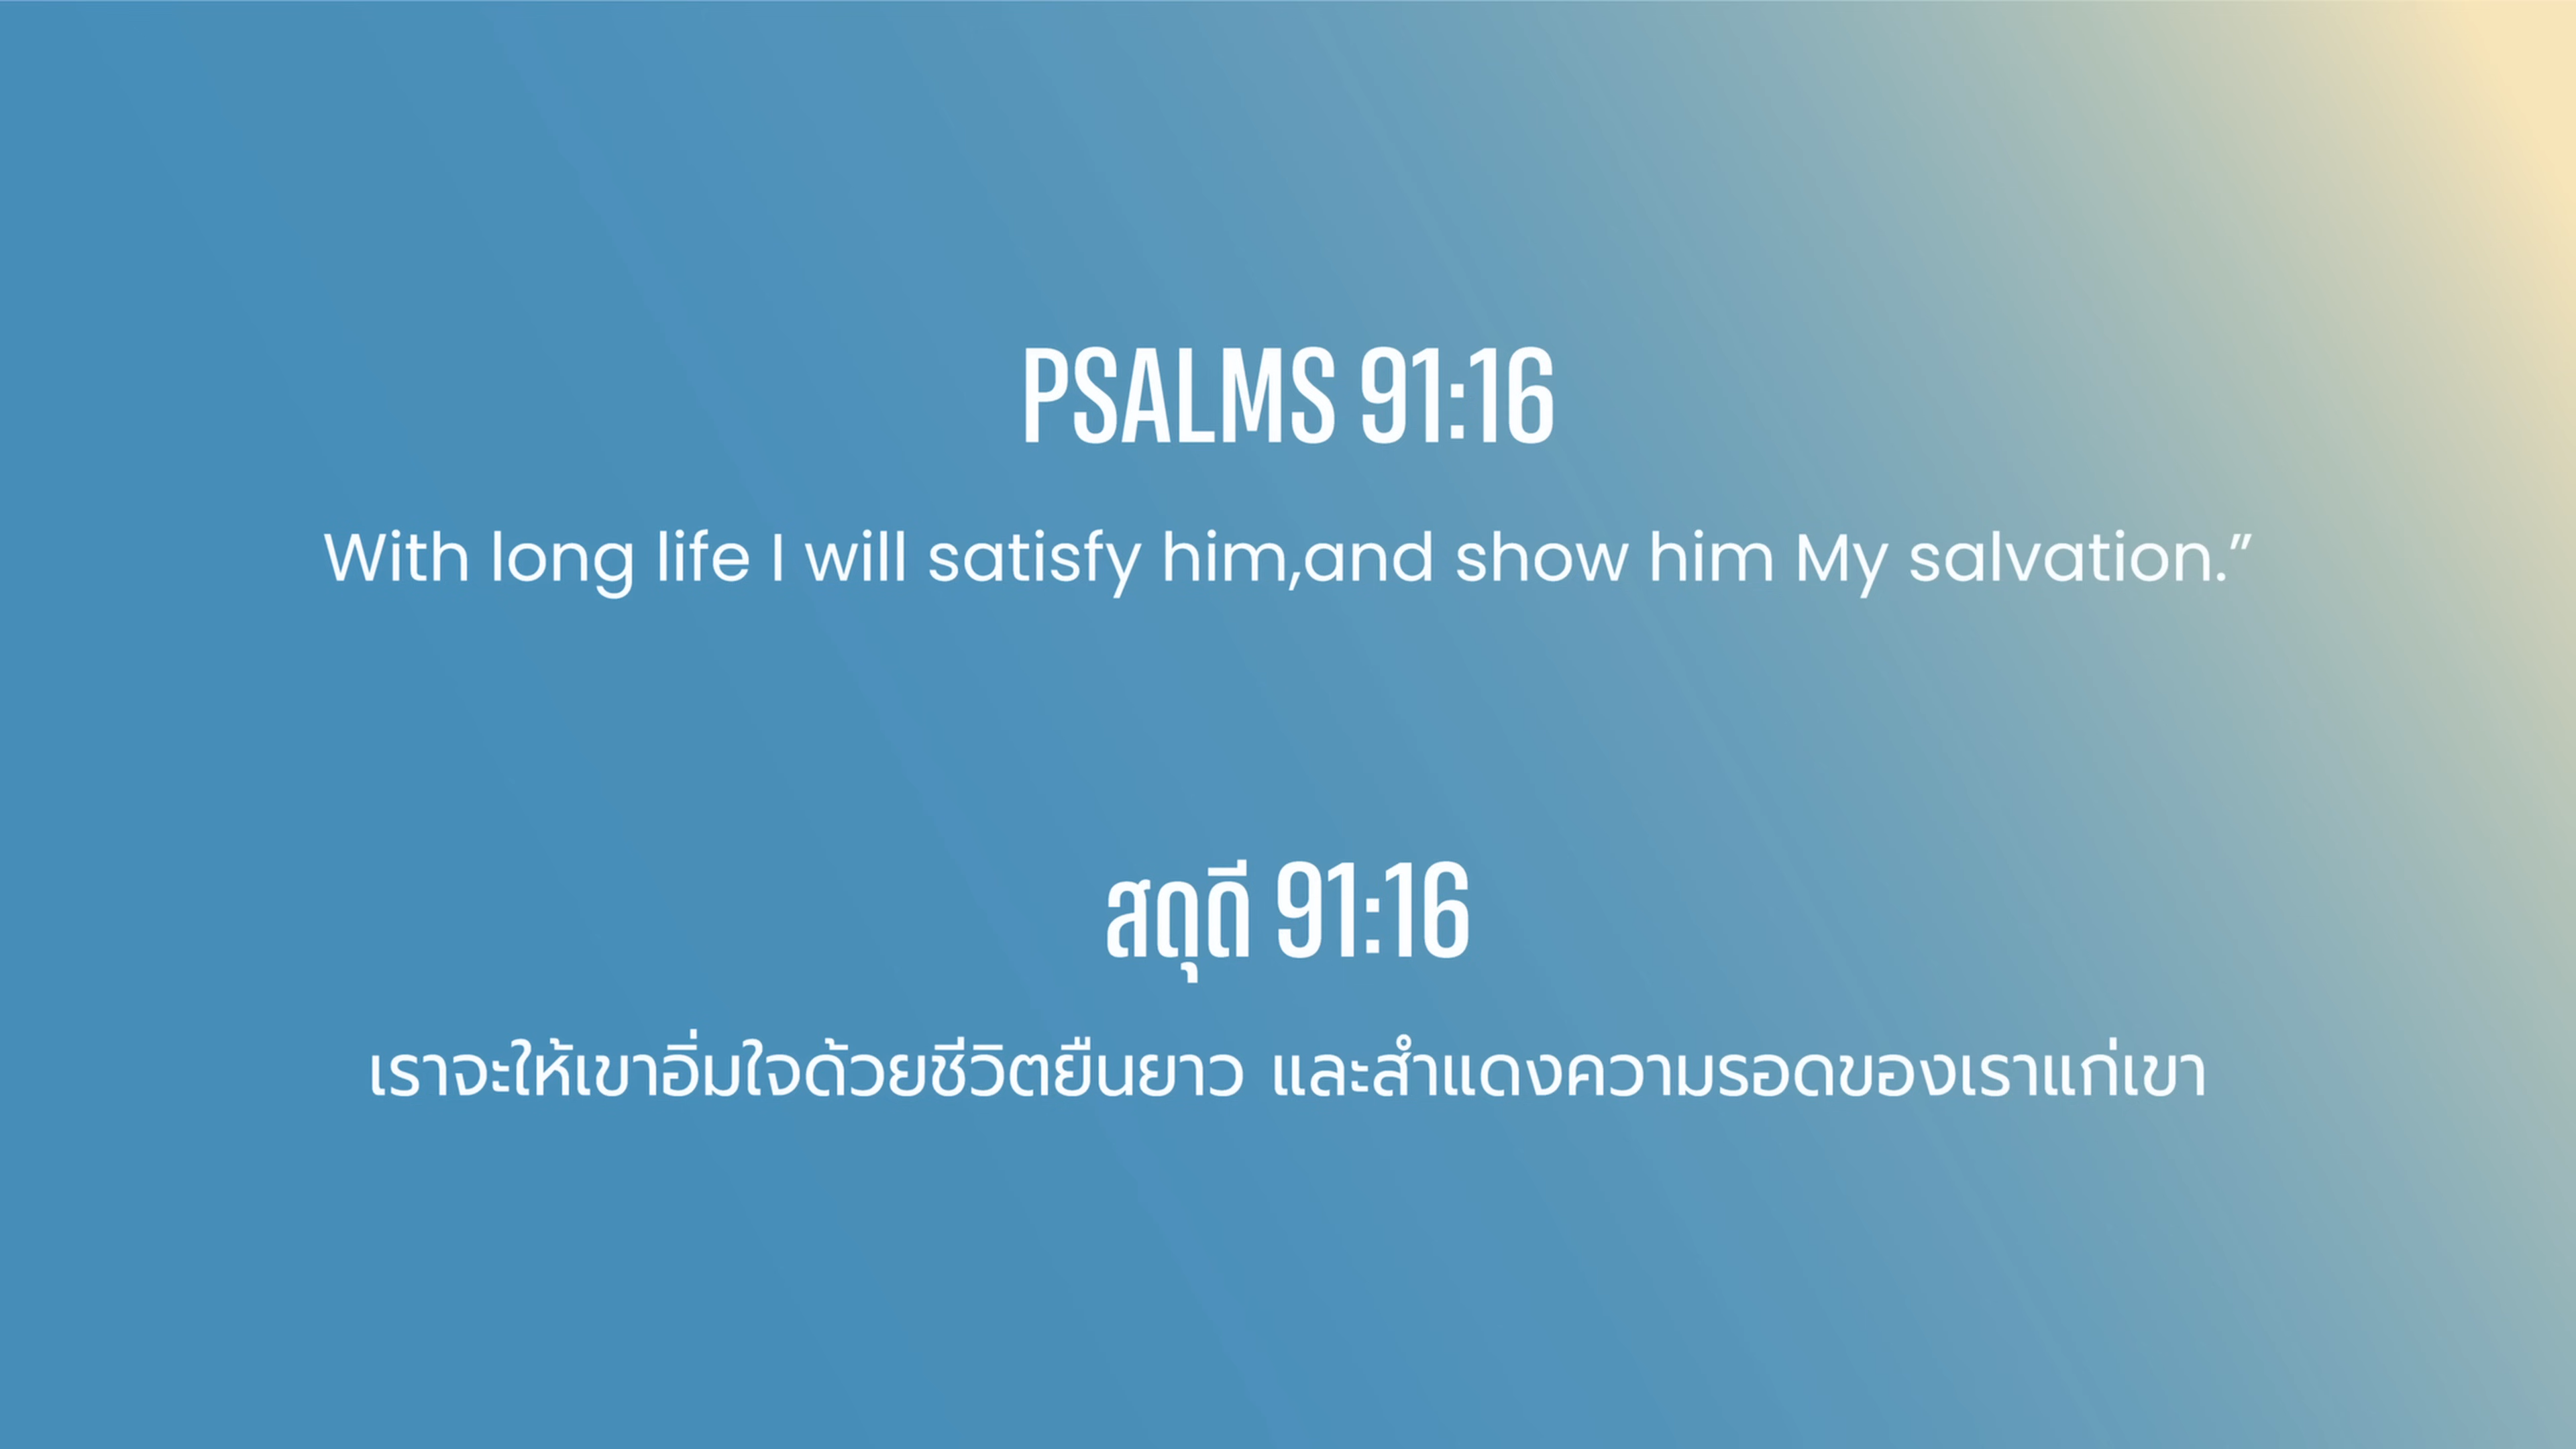 PSALMS 91:16
With long life I will satisfy him,and show him My salvation.”
สดุดี 91:16
เราจะให้เขาอิ่มใจด้วยชีวิตยืนยาว และสำแดงความรอดของเราแก่เขา